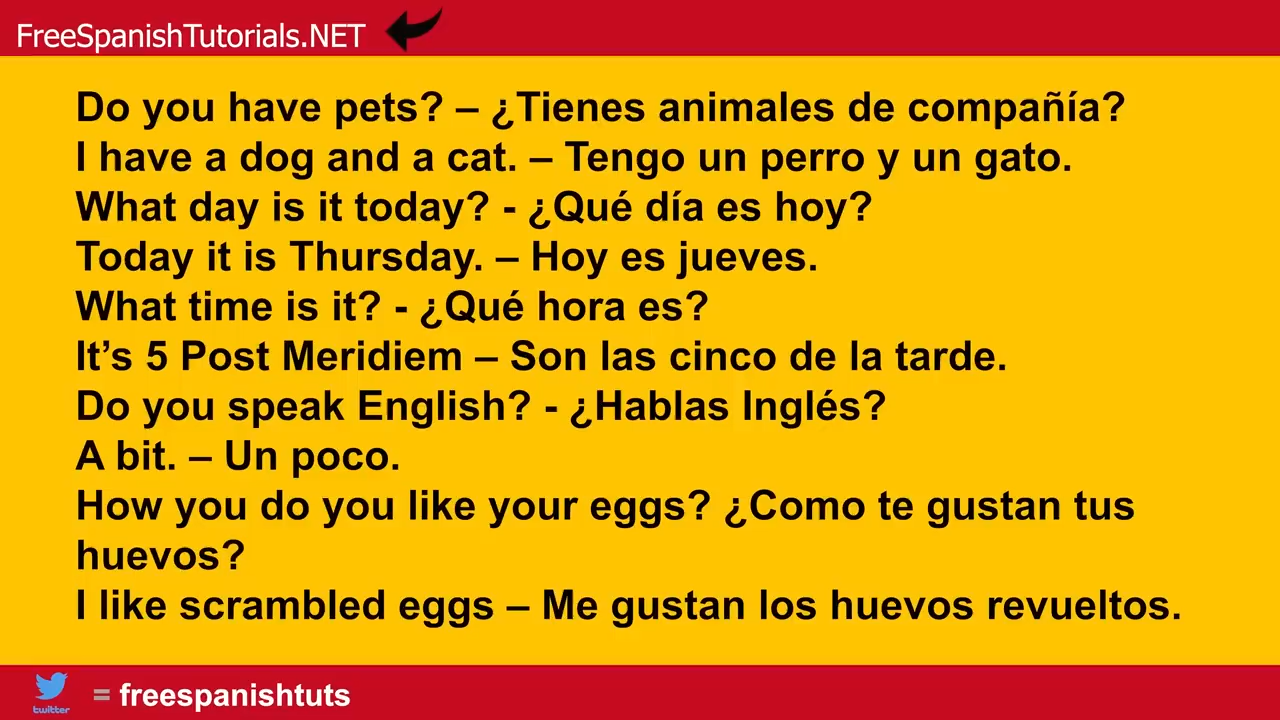 FreeSpanishTutorials.NET
Do you have pets? – ¿Tienes animales de compañía?
I have a dog and a cat. – Tengo un perro y un gato.
What day is it today? - ¿Qué día es hoy?
Today it is Thursday. – Hoy es jueves.
What time is it? - ¿Qué hora es?
It’s 5 Post Meridiem – Son las cinco de la tarde.
Do you speak English? - ¿Hablas Inglés?
A bit. – Un poco.
How you do you like your eggs? ¿Como te gustan tus
huevos?
I like scrambled eggs – Me gustan los huevos revueltos.
twitter = freespanishtuts